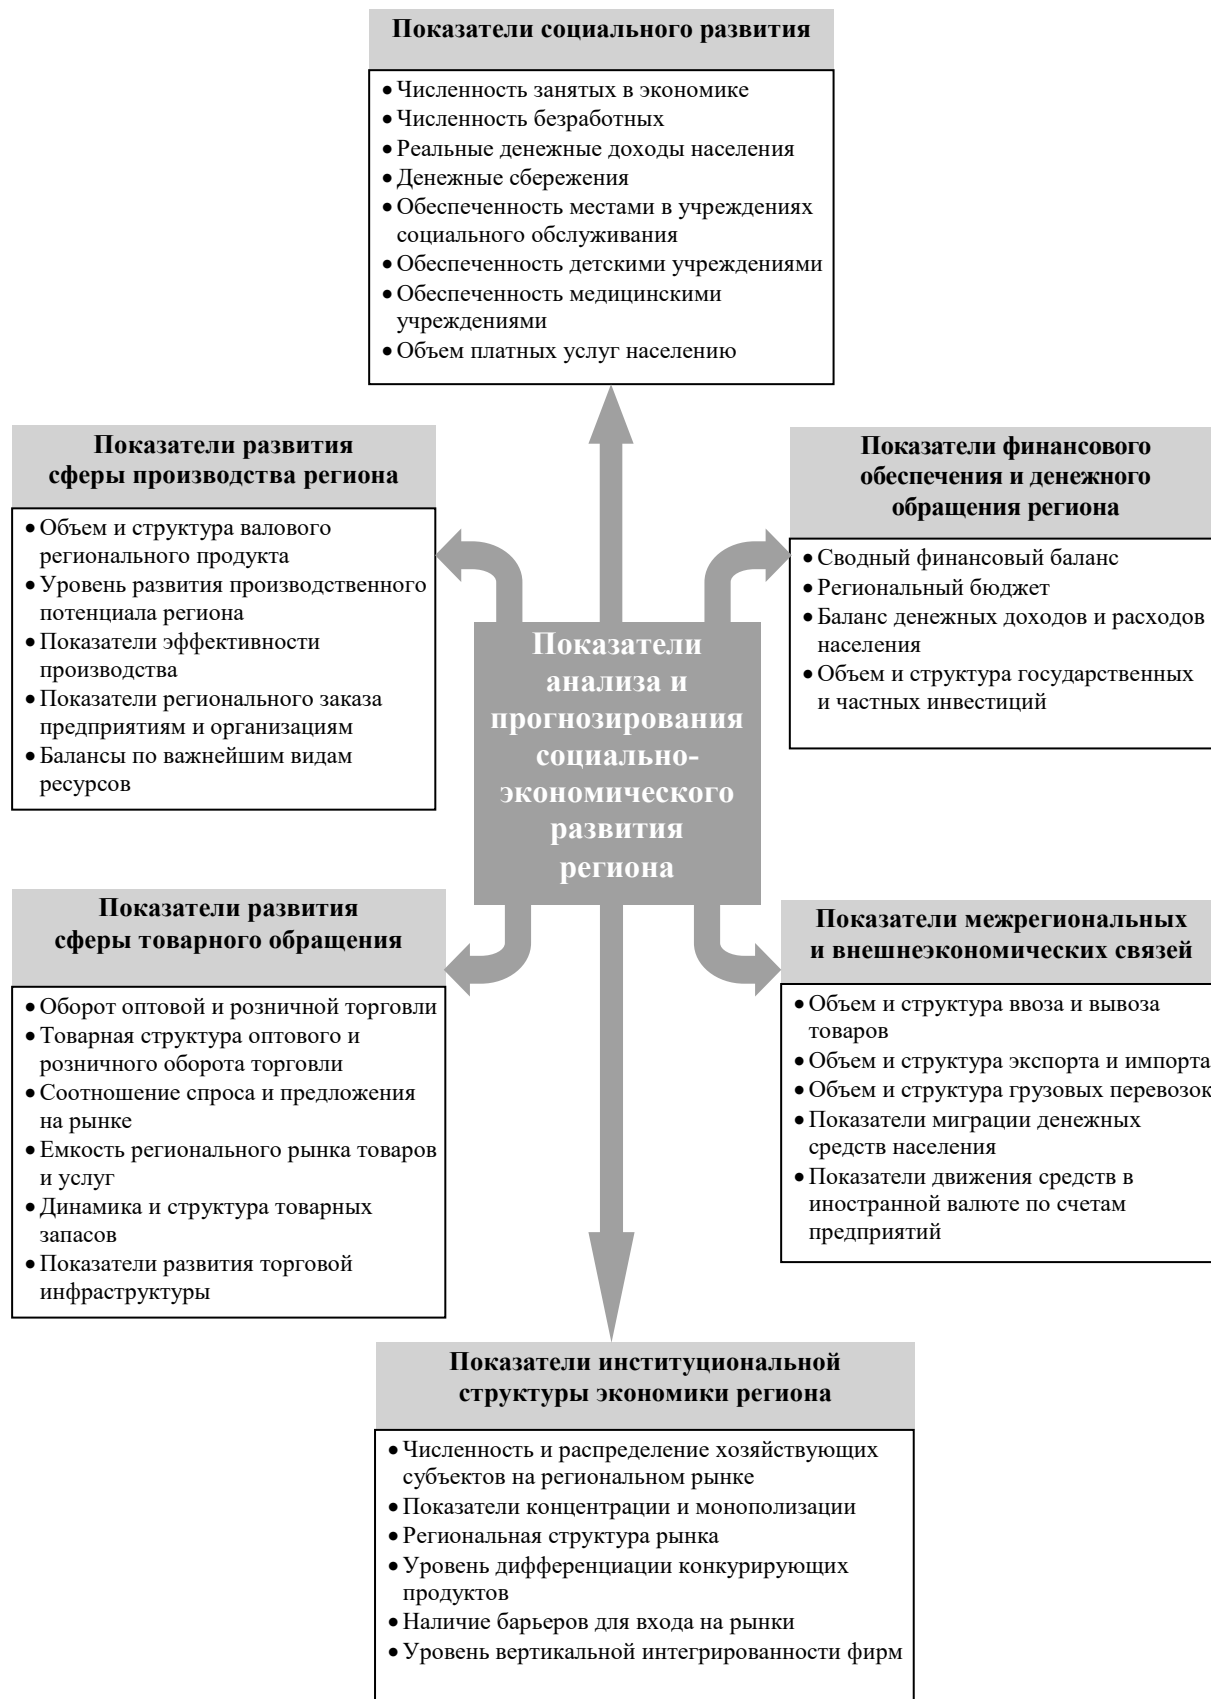 Показатели социального развития
• Численность занятых в экономике
• Численность безработных
• Реальные денежные доходы населения
• Денежные сбережения
• Обеспеченность местами в учреждениях
социального обслуживания
• Обеспеченность детскими учреждениями
• Обеспеченность медицинскими
учреждениями
• Объем платных услуг населению
Показатели развития
сферы производства региона
• Объем и структура валового
регионального продукта
• Уровень развития производственного
потенциала региона
• Показатели эффективности
производства
• Показатели регионального заказа
предприятиям и организациям
• Балансы по важнейшим видам
ресурсов
Показатели финансового
обеспечения и денежного
обращения региона
• Сводный финансовый баланс
• Региональный бюджет
• Баланс денежных доходов и расходов
населения
• Объем и структура государственных
и частных инвестиций
Показатели
анализа и
прогнозирования
социально-
экономического
развития
региона
Показатели развития
сферы товарного обращения
• Оборот оптовой и розничной торговли
• Товарная структура оптового и
розничного оборота торговли
• Соотношение спроса и предложения
на рынке
• Емкость регионального рынка товаров
и услуг
• Динамика и структура товарных
запасов
• Показатели развития торговой
инфраструктуры
Показатели межрегиональных
и внешнеэкономических связей
• Объем и структура ввоза и вывоза
товаров
• Объем и структура экспорта и импорта
• Объем и структура грузовых перевозок
• Показатели миграции денежных
средств населения
• Показатели движения средств в
иностранной валюте по счетам
предприятий
Показатели институциональной
структуры экономики региона
• Численность и распределение хозяйствующих
субъектов на региональном рынке
• Показатели концентрации и монополизации
• Региональная структура рынка
• Уровень дифференциации конкурирующих
продуктов
• Наличие барьеров для входа на рынки
• Уровень вертикальной интегрированности фирм